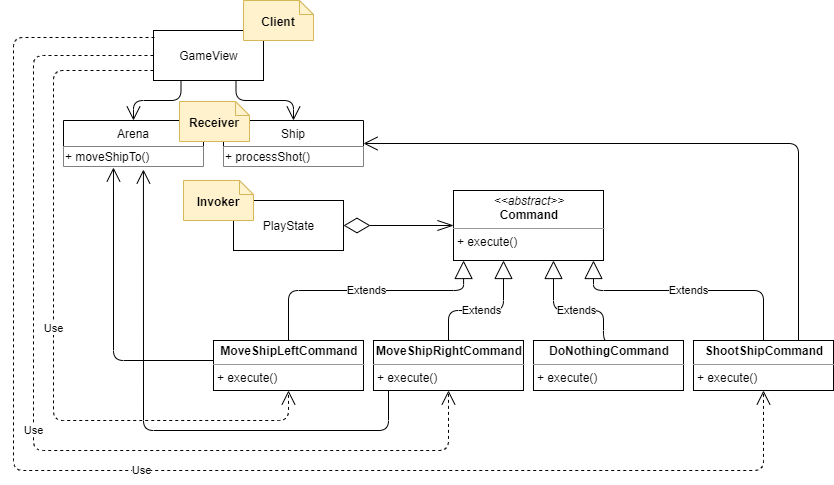 Client
GameView
Receiver
Arena
Ship
+ moveShipTo()
+ processShot()
Invoker
PlayState
<<abstract>>
Command
+ execute()
Extends
Extends
Extends
Extends
Use
MoveShipLeftCommand
MoveShipRightCommand
DoNothingCommand
ShootShipCommand
+ execute()
+ execute()
+ execute()
+ execute()
Use
Use